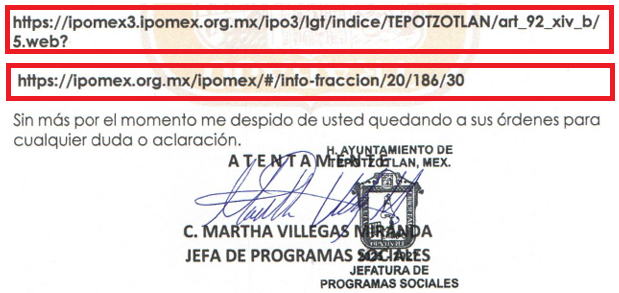 https://ipomex3.ipomex.org.mx/ipo3/lgt/indice/TEPOTZOTLAN/art_92_xiv_b/
5.web?
https://ipomex.org.mx/ipomex/#/info-fraccion/20/186/30
Sin más por el momento me despido de usted quedando a sus órdenes para
cualquier duda o aclaración.
H. AYUNTAMIENTO DE
ATENTAMENTE
TEPOTZOTLAN, MEX.
C. MARTHA VILLEGAS MIRANDA
JEFA DE PROGRAMAS SOCIALES
JEFATURA DE
PROGRAMAS SOCIALES